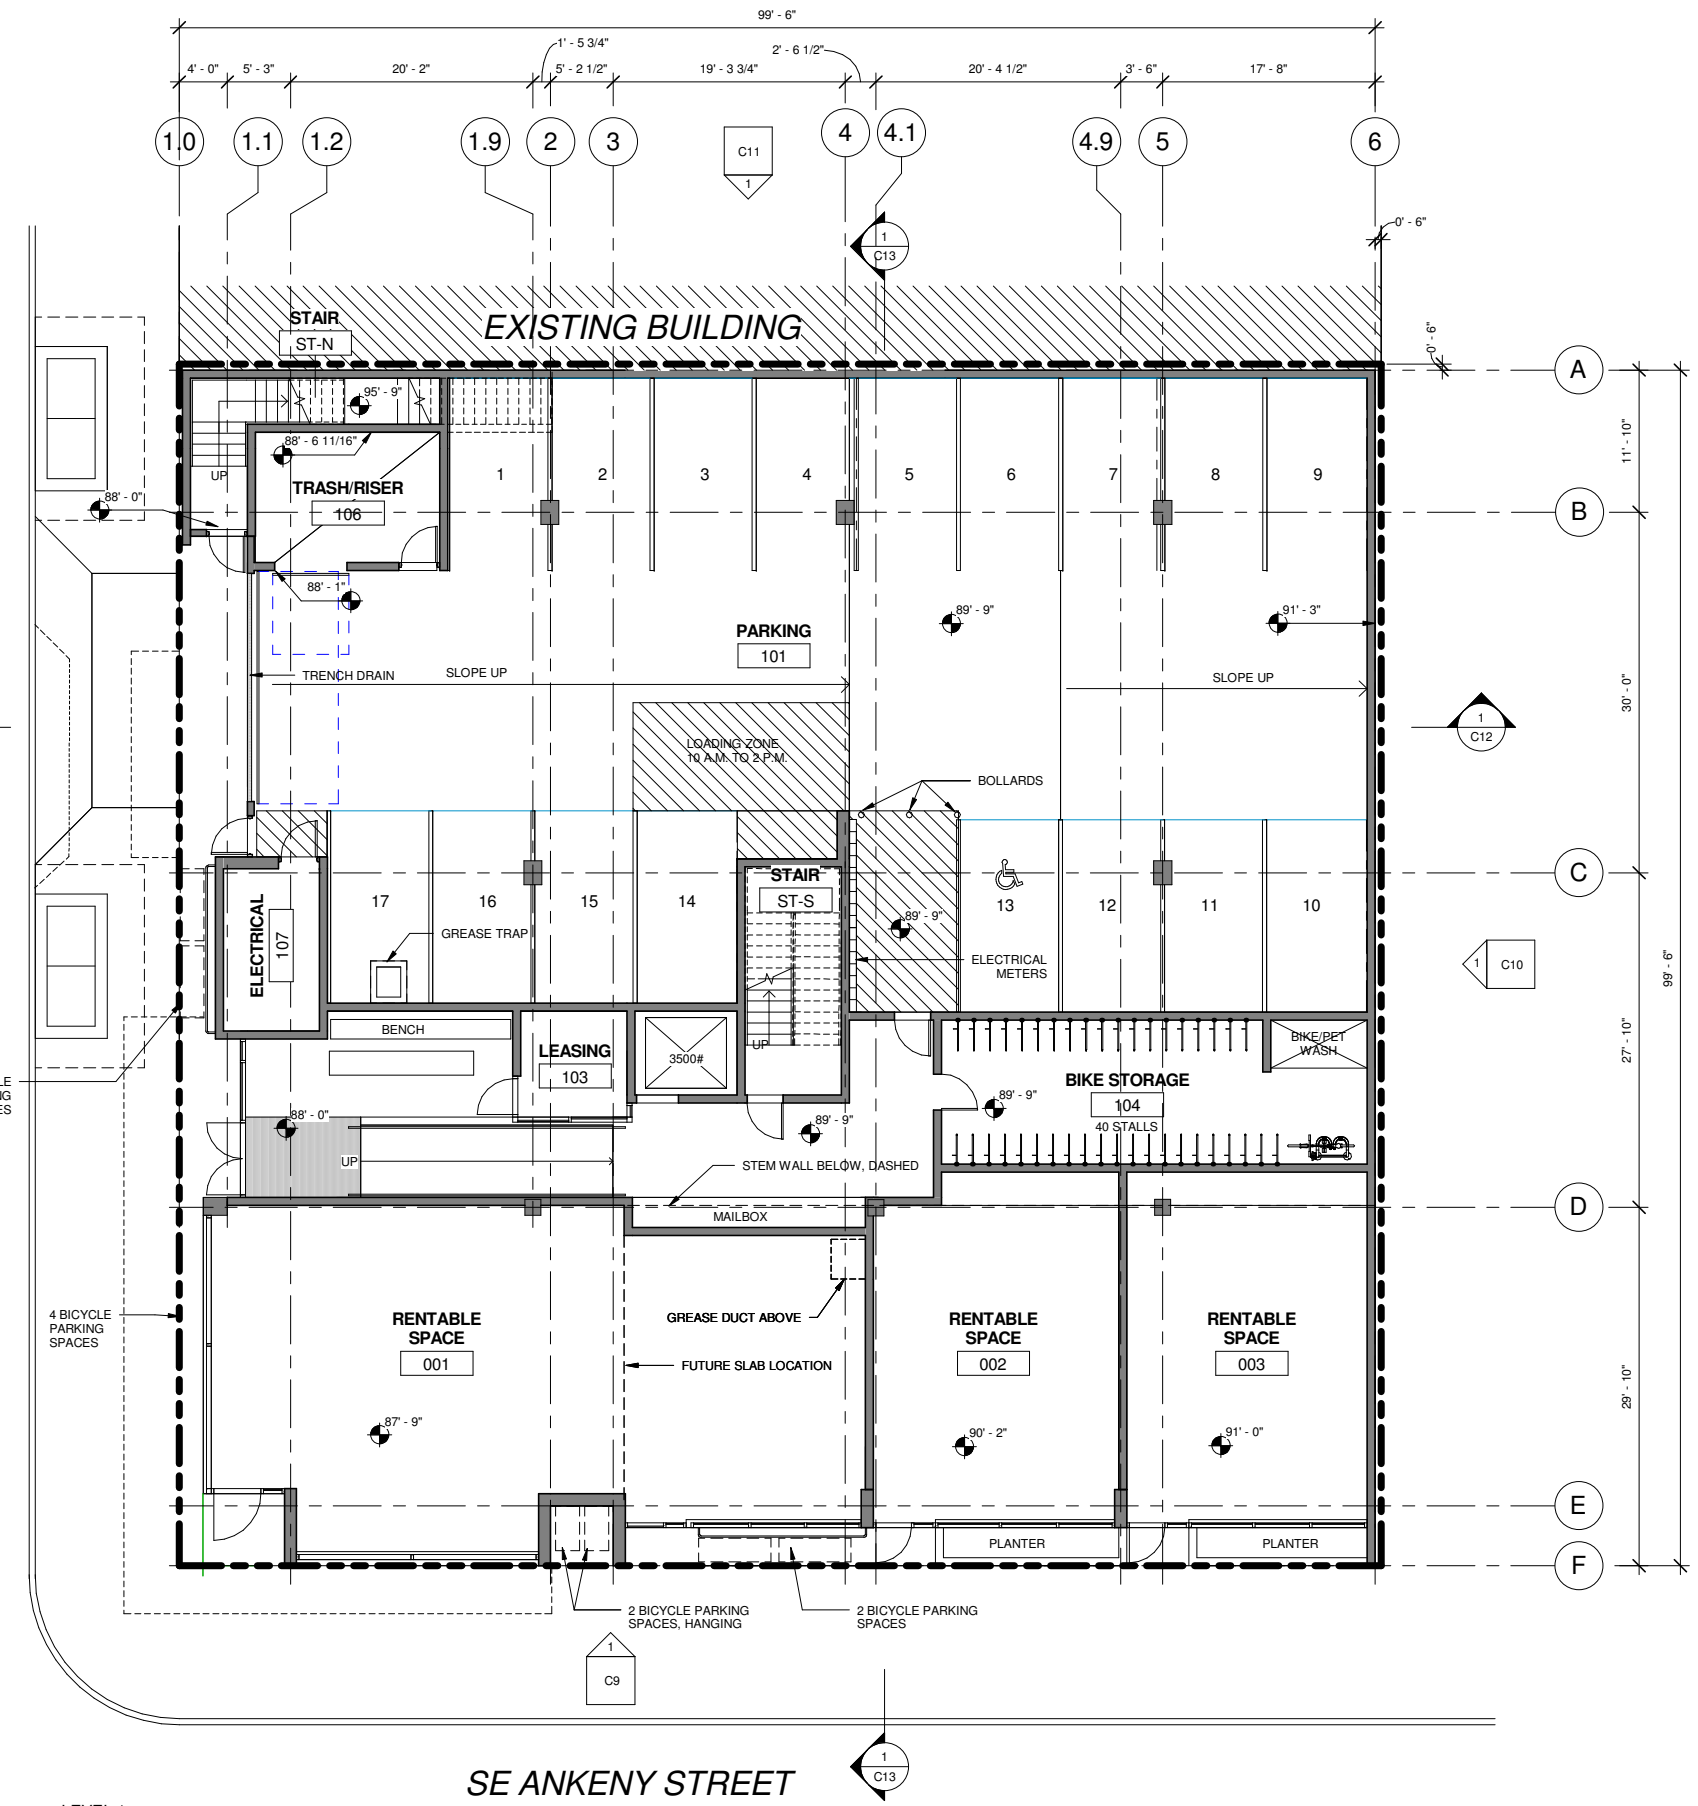 99' - 6"
1' - 5 3/4"
2' - 6 1/2"
4' - 0"
5' - 3"
20' - 2"
5' - 2 1/2"
19' - 3 3/4"
20' - 4 1/2"
3' - 6"
17' - 8"
1.0
1.1
1.2
1.9
2
3
4
4.1
4.9
5
6
C11
1
1
C13
0' - 6"
EXISTING BUILDING
STAIR
ST-N
0' - 6"
A
95' - 9"
88' - 6 11/16"
UP
TRASH/RISER
106
88' - 0"
1
2
3
4
5
6
7
8
9
11' - 10"
B
88' - 1"
89' - 9"
91' - 3"
PARKING
101
TRENCH DRAIN
SLOPE UP
SLOPE UP
30' - 0"
LOADING ZONE
10 A.M. TO 2 P.M.
1
C12
BOLLARDS
STAIR
ST-S
C
17
16
15
14
13
12
11
10
ELECTRICAL
107
GREASE TRAP
89' - 9"
ELECTRICAL
METERS
1
C10
99' - 6"
BENCH
LEASING
103
3500#
UP
BIKE/PET
WASH
27' - 10"
BIKE STORAGE
104
40 STALLS
LE
NG
ES
88' - 0"
89' - 9"
89' - 9"
UP
STEM WALL BELOW, DASHED
MAILBOX
D
4 BICYCLE
PARKING
SPACES
RENTABLE
SPACE
001
GREASE DUCT ABOVE
FUTURE SLAB LOCATION
RENTABLE
SPACE
002
RENTABLE
SPACE
003
29' - 10"
87' - 9"
90' - 2"
91' - 0"
E
PLANTER
PLANTER
F
2 BICYCLE PARKING
SPACES, HANGING
2 BICYCLE PARKING
SPACES
1
C9
1
C13
SE ANKENY STREET